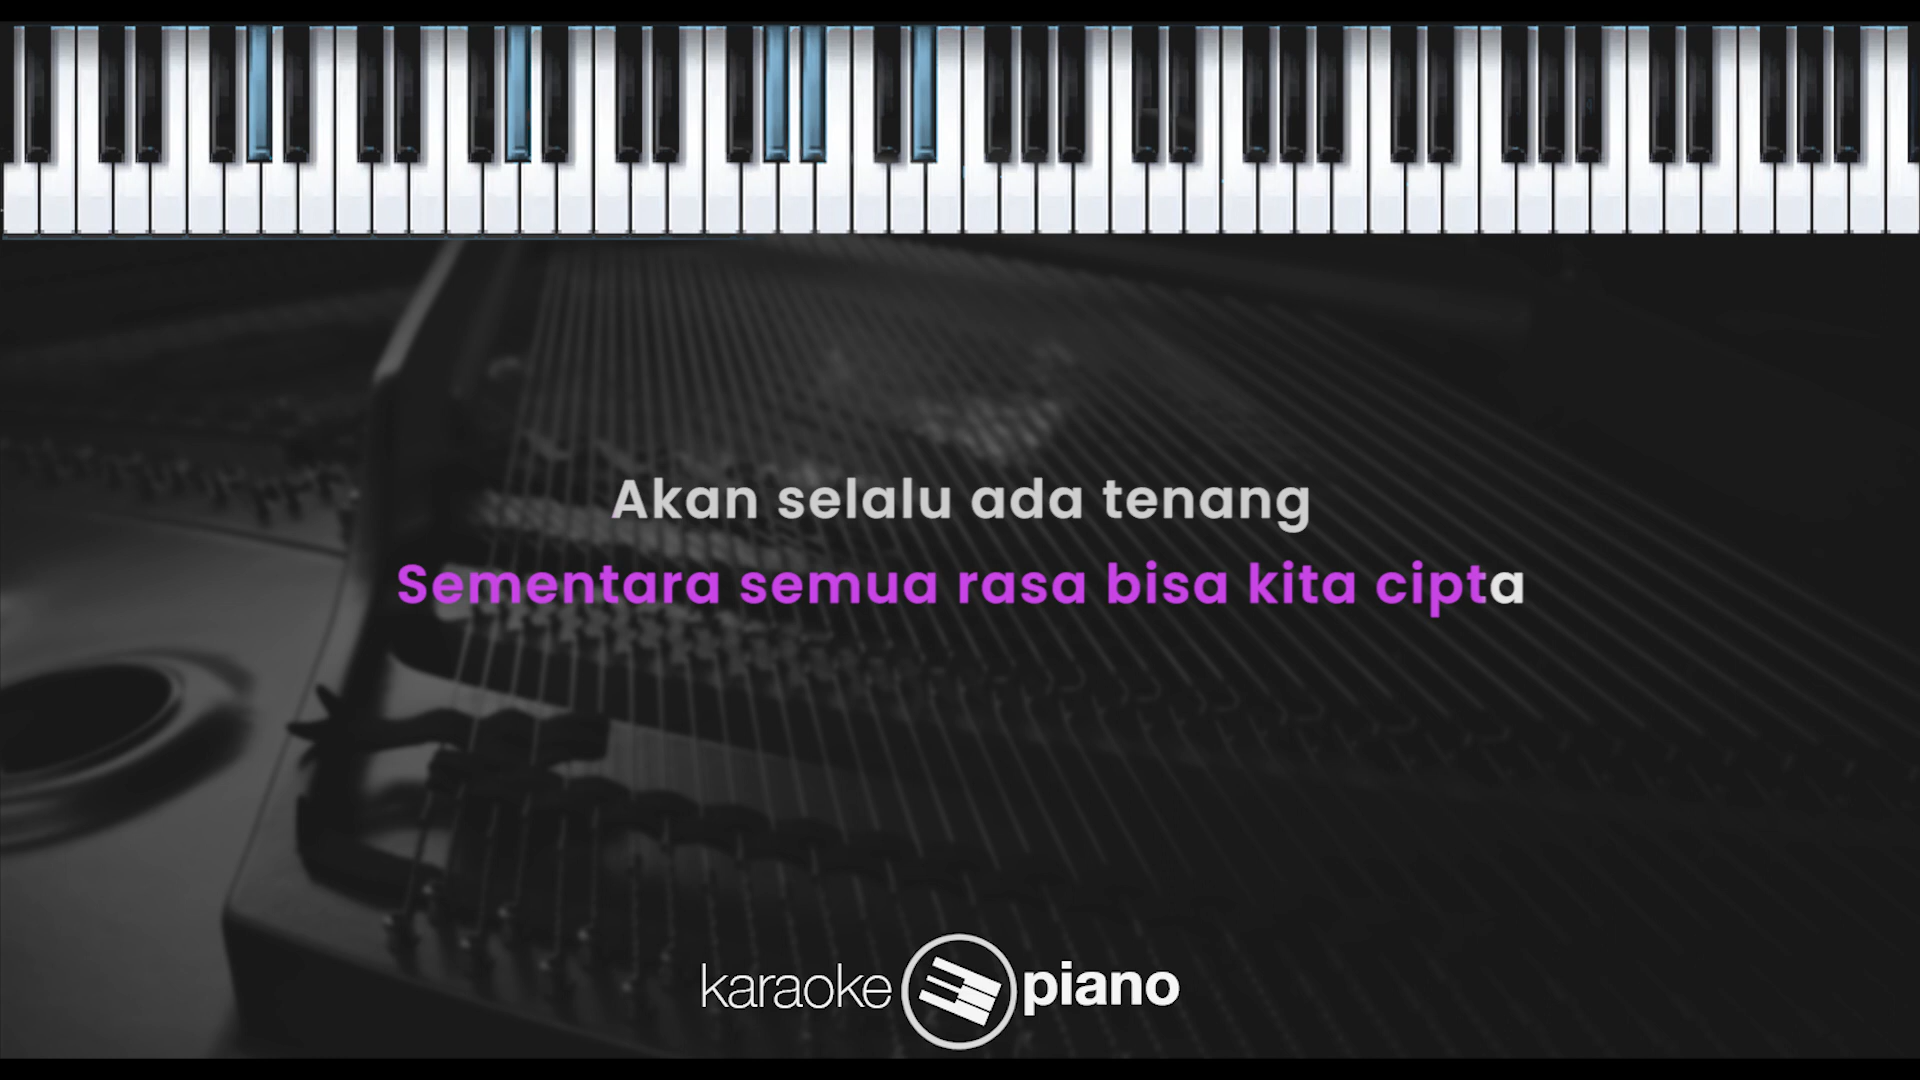 Akan selalu ada tenang
Sementara semua rasa bisa kita cipta
karaoke piano